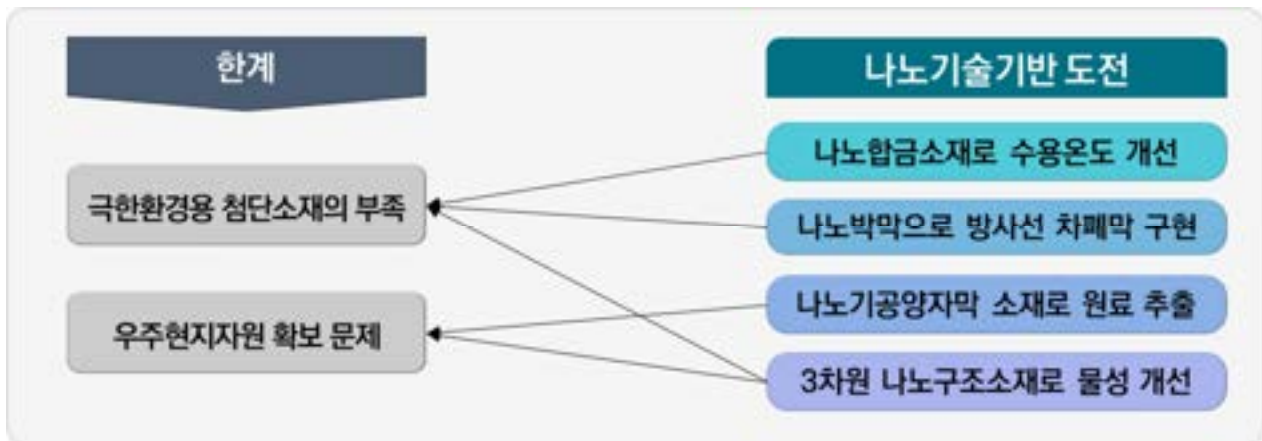 한계
나노기술기반 도전
나노합금소재로 수용온도 개선
극한환경용 첨단소재의 부족
나노박막으로 방사선 차폐막 구현
나노기공양자막 소재로 원료 추출
우주현지자원 확보 문제
3차원 나노구조소재로 물성 개선